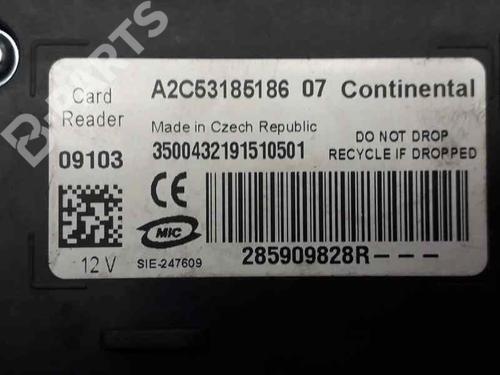 B-PARTS
Card Reader
A2C53185186 07 Continental
Made in Czech Republic
09103
3500432191510501
DO NOT DROP
RECYCLE IF DROPPED
CE
MIC
12 V
SIE-247609
285909828R---